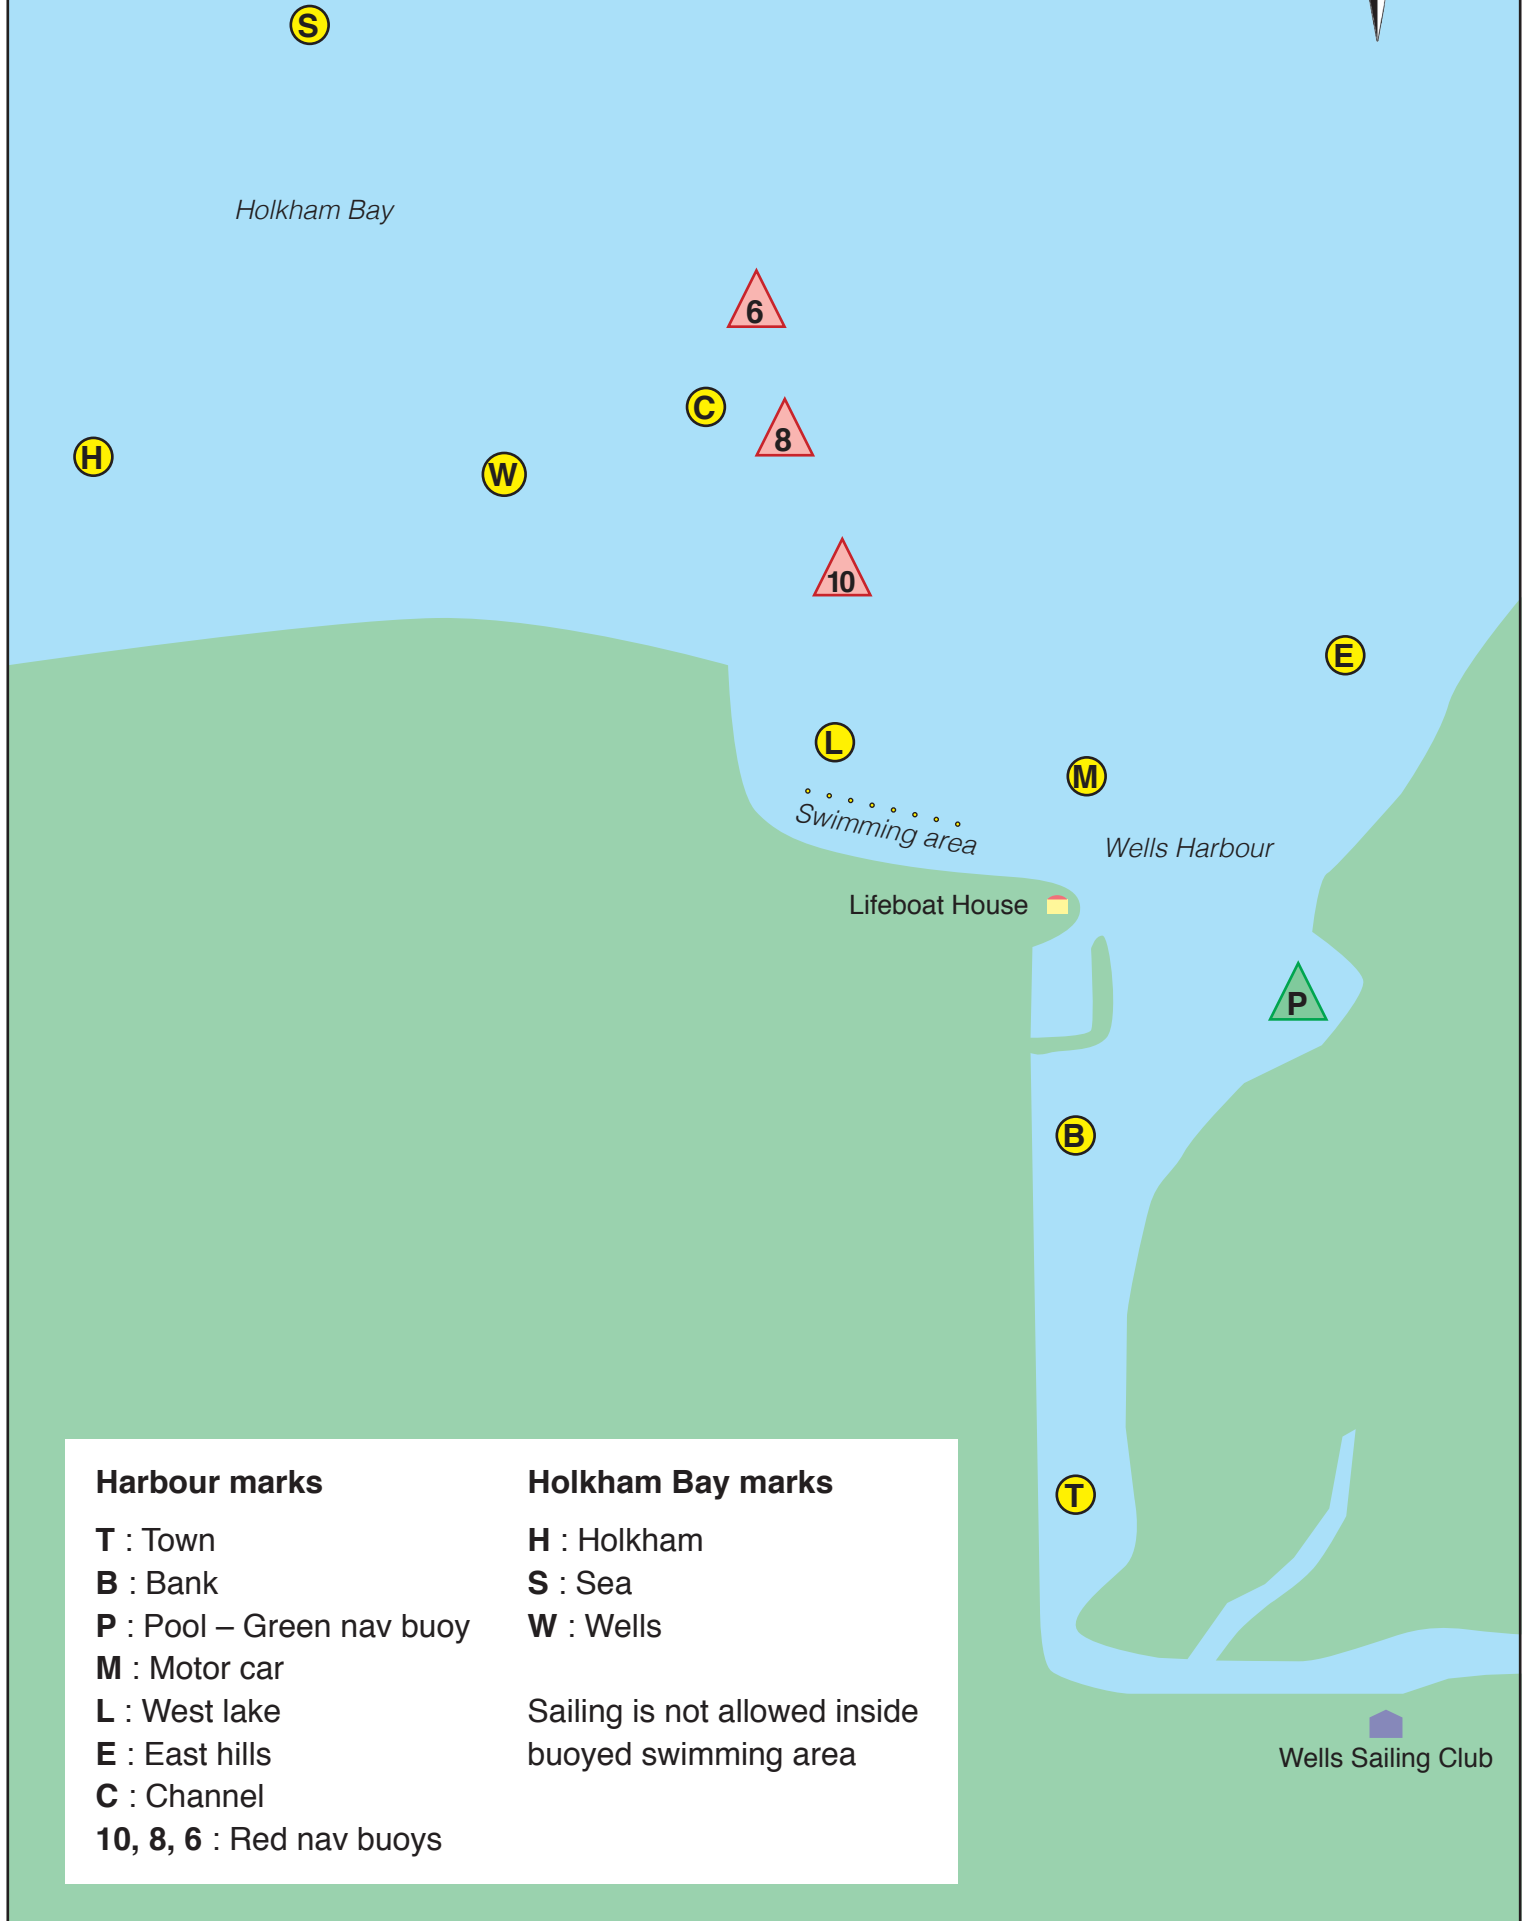 S
Holkham Bay
6
C
8
H
W
10
E
L
M
Swimming area
Wells Harbour
Lifeboat House
P
B
T
Harbour marks
T : Town
B : Bank
P : Pool – Green nav buoy
M : Motor car
L : West lake
E : East hills
C : Channel
10, 8, 6 : Red nav buoys
Holkham Bay marks
H : Holkham
S : Sea
W : Wells
Sailing is not allowed inside
buoyed swimming area
Wells Sailing Club